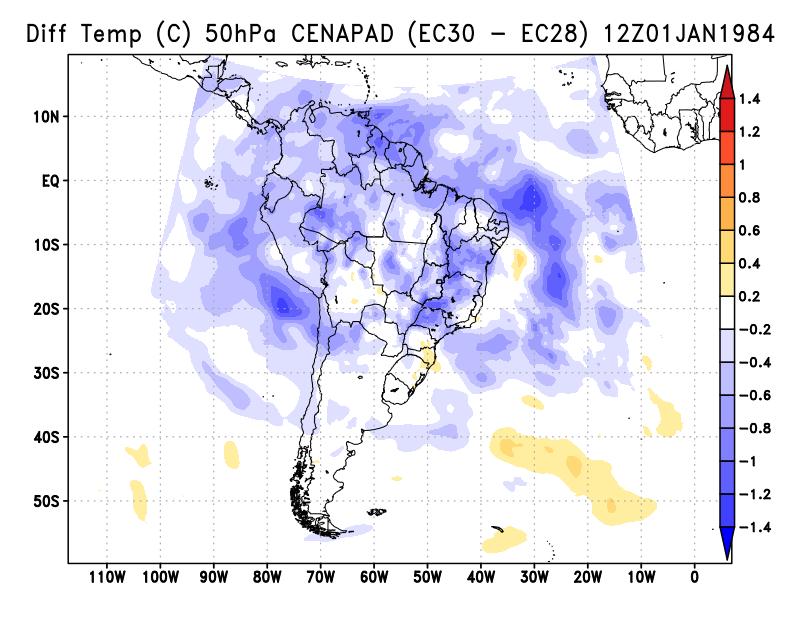 Diff Temp (C) 50hPa CENAPAD (EC30 − EC28) 12Z01JAN1984
10N
EQ
10S
20S
30S
40S
50S
110W 100W 90W 80W 70W 60W 50W 40W 30W 20W 10W 0
1.4
1.2
1
0.8
0.6
0.4
0.2
−0.2
−0.4
−0.6
−0.8
−1
−1.2
−1.4